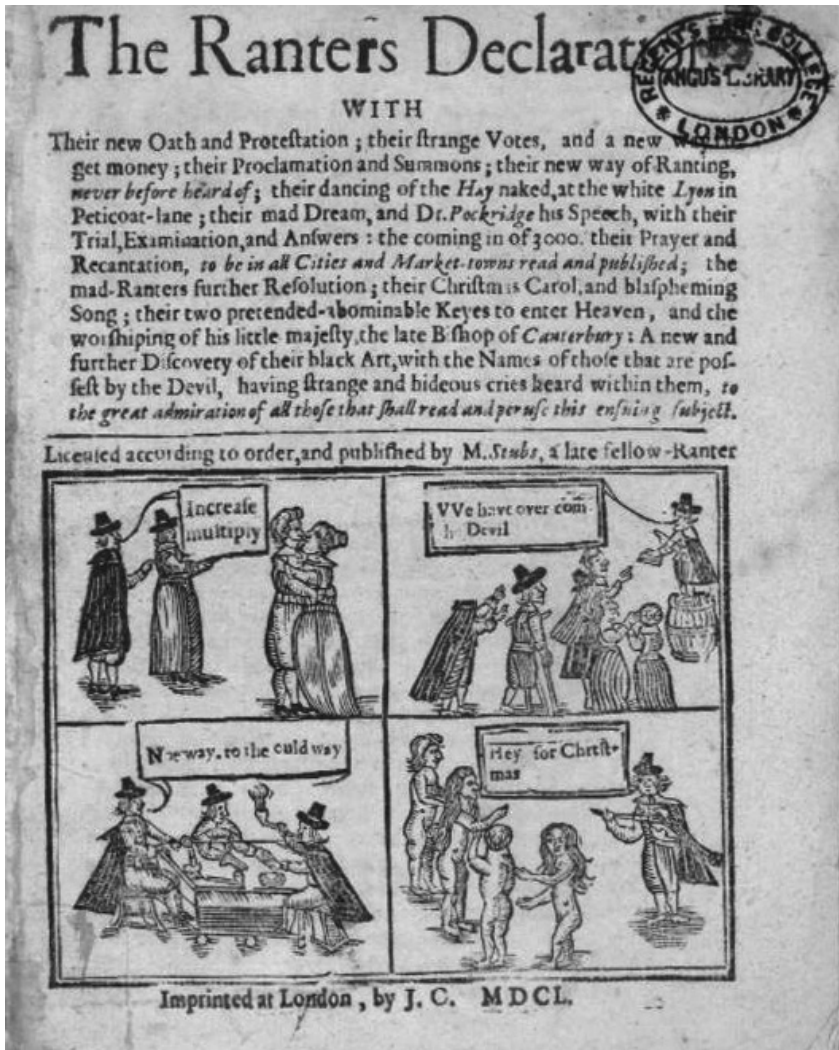 The Ranters Declarati
REGENT'S PARK COLLEGE
ANGUS LIBRARY
LONDON
WITH
Their new Oath and Proteſtation ; their ſtrange Votes, and a new
get money ; their Proclamation and Summons ; their new way of Ranting,
never before heard of ; their dancing of the Hay naked, at the white Lyon in
Peticoat-lane ; their mad Dream, and Dr. Pockridge his Speech, with their
Trial, Examination, and Anſwers : the coming in of 3000. their Prayer and
Recantation, to be in all Cities and Market-towns read and publiſhed ; the
mad-Ranters further Reſolution ; their Chriſtm s Carol, and blaſpheming
Song ; their two pretended-abominable Keyes to enter Heaven, and the
worſhiping of his little majeſty, the late Biſhop of Canterbury : A new and
further Diſcovery of their black Art, with the Names of thoſe that are poſ-
ſeſt by the Devil, having ſtrange and hideous cries heard within them, to
the great admiration of all thoſe that ſhall read and peruſe this enſuing ſubject.
Licenſed according to order, and publiſhed by M. Stubs, a late fellow-Ranter
Increaſe
multiply
VVe have over com
Devil
way. to the ould way
Hey for Chriſt-
mas
Imprinted at London, by J. C. MDCL.